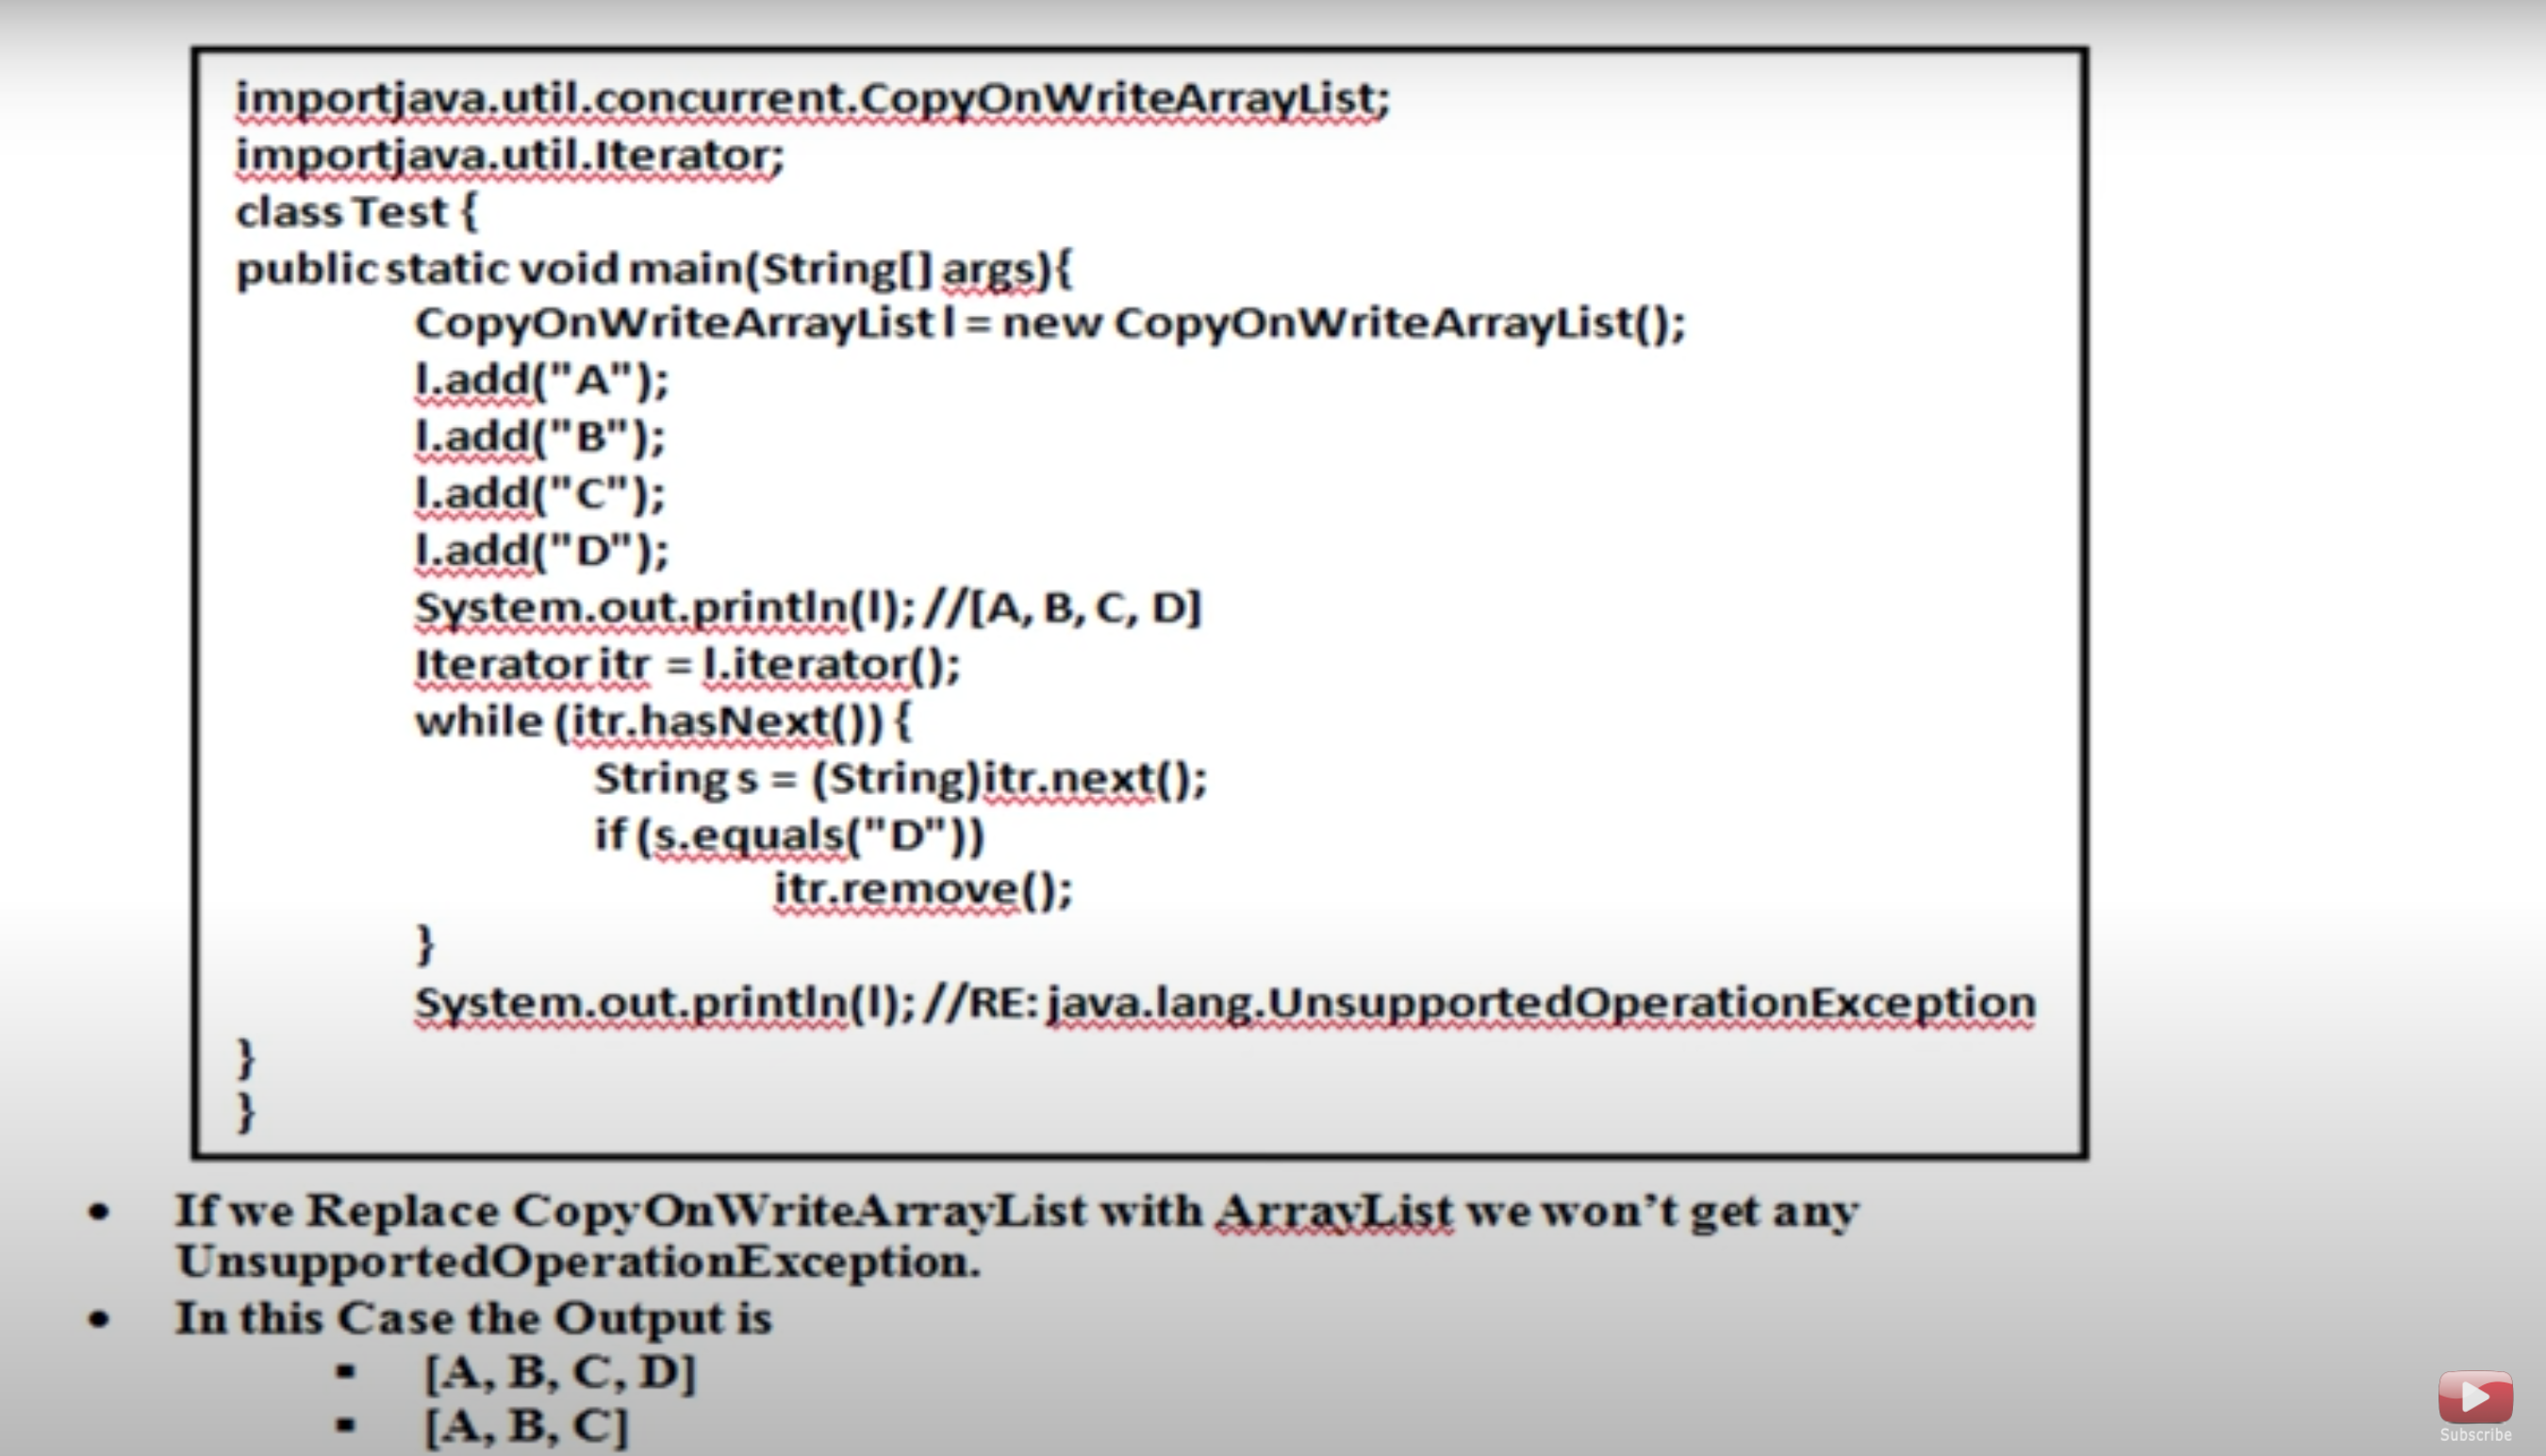 importjava.util.concurrent.CopyOnWriteArrayList;
importjava.util.Iterator;
class Test {
public static void main(String[] args){
CopyOnWriteArrayList l = new CopyOnWriteArrayList();
l.add("A");
l.add("B");
l.add("C");
l.add("D");
System.out.println(l); //[A, B, C, D]
Iterator itr = l.iterator();
while (itr.hasNext()) {
String s = (String)itr.next();
if (s.equals("D"))
itr.remove();
}
System.out.println(l); //RE: java.lang.UnsupportedOperationException
}
}
• If we Replace CopyOnWriteArrayList with ArrayList we won't get any
UnsupportedOperationException.
• In this Case the Output is
▪ [A, B, C, D]
▪ [A, B, C]
Subscribe